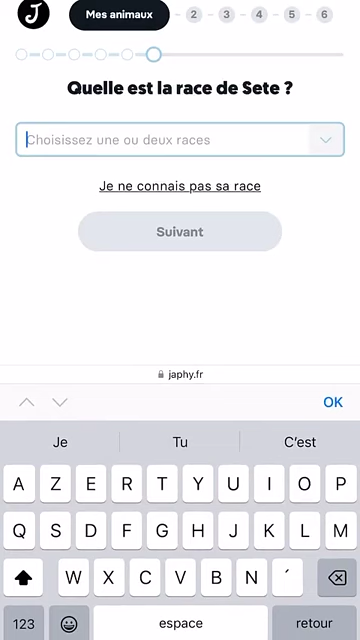 J
Mes animaux
2 3 4 5 6
Quelle est la race de Sete ?
Choisissez une ou deux races
Je ne connais pas sa race
Suivant
japhy.fr
OK
Je Tu C'est
A Z E R T Y U I O P
Q S D F G H J K L M
W X C V B N ´
123 espace retour